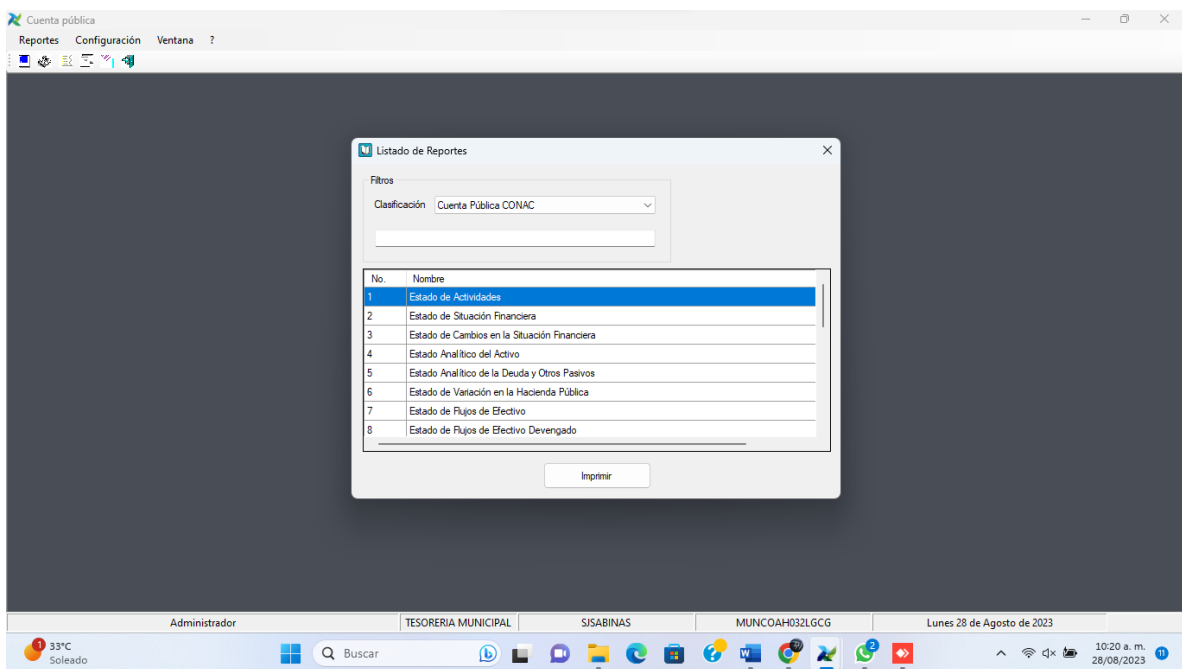 Cuenta pública
Reportes Configuración Ventana ?
Listado de Reportes
Filtros
Clasificación Cuenta Pública CONAC
No. Nombre
1 Estado de Actividades
2 Estado de Situación Financiera
3 Estado de Cambios en la Situación Financiera
4 Estado Analítico del Activo
5 Estado Analítico de la Deuda y Otros Pasivos
6 Estado de Variación en la Hacienda Pública
7 Estado de Flujos de Efectivo
8 Estado de Flujos de Efectivo Devengado
Imprimir
Administrador TESORERIA MUNICIPAL SJSABINAS MUNCOAH032LGCG Lunes 28 de Agosto de 2023
1 33°C Buscar 2 10:20 a. m. 11
Soleado 28/08/2023